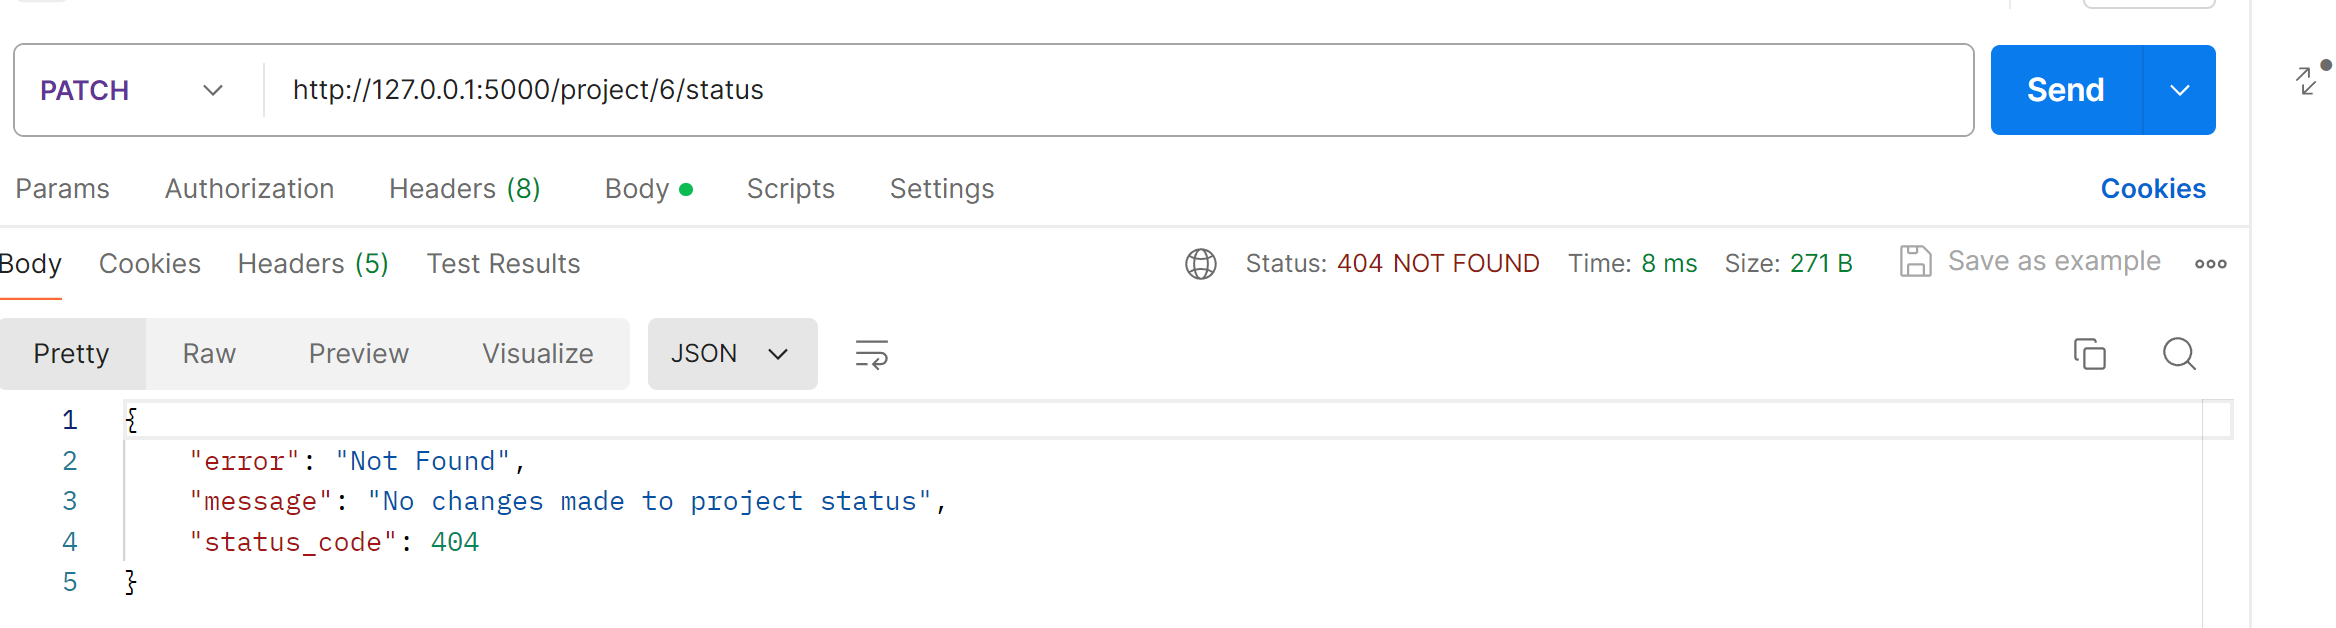 PATCH http://127.0.0.1:5000/project/6/status Send
Params Authorization Headers (8) Body Scripts Settings Cookies
Body Cookies Headers (5) Test Results Status: 404 NOT FOUND Time: 8 ms Size: 271 B Save as example
Pretty Raw Preview Visualize JSON
1 {
2 "error": "Not Found",
3 "message": "No changes made to project status",
4 "status_code": 404
5 }